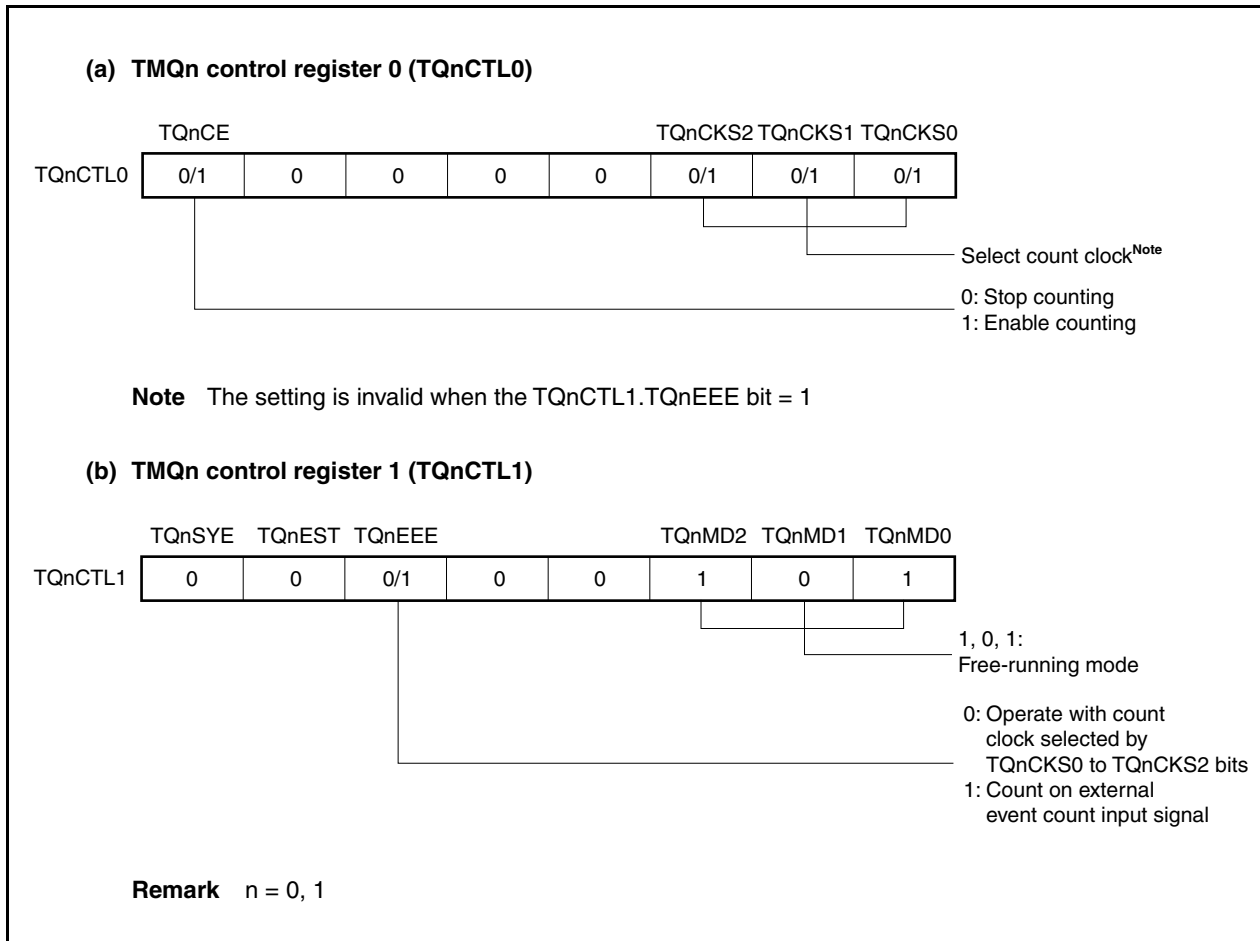 (a) TMQn control register 0 (TQnCTL0)
TQnCE TQnCKS2 TQnCKS1 TQnCKS0
TQnCTL0 0/1 0 0 0 0 0/1 0/1 0/1
Select count clockNote
0: Stop counting
1: Enable counting
Note The setting is invalid when the TQnCTL1.TQnEEE bit = 1
(b) TMQn control register 1 (TQnCTL1)
TQnSYE TQnEST TQnEEE TQnMD2 TQnMD1 TQnMD0
TQnCTL1 0 0 0/1 0 0 1 0 1
1, 0, 1:
Free-running mode
0: Operate with count
clock selected by
TQnCKS0 to TQnCKS2 bits
1: Count on external
event count input signal
Remark n = 0, 1